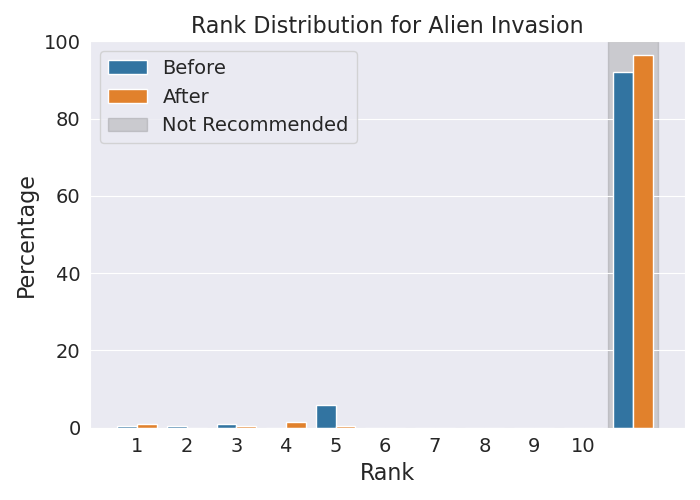 Rank Distribution for Alien Invasion
Before
After
Not Recommended
Percentage
100
80
60
40
20
0
1 2 3 4 5 6 7 8 9 10
Rank